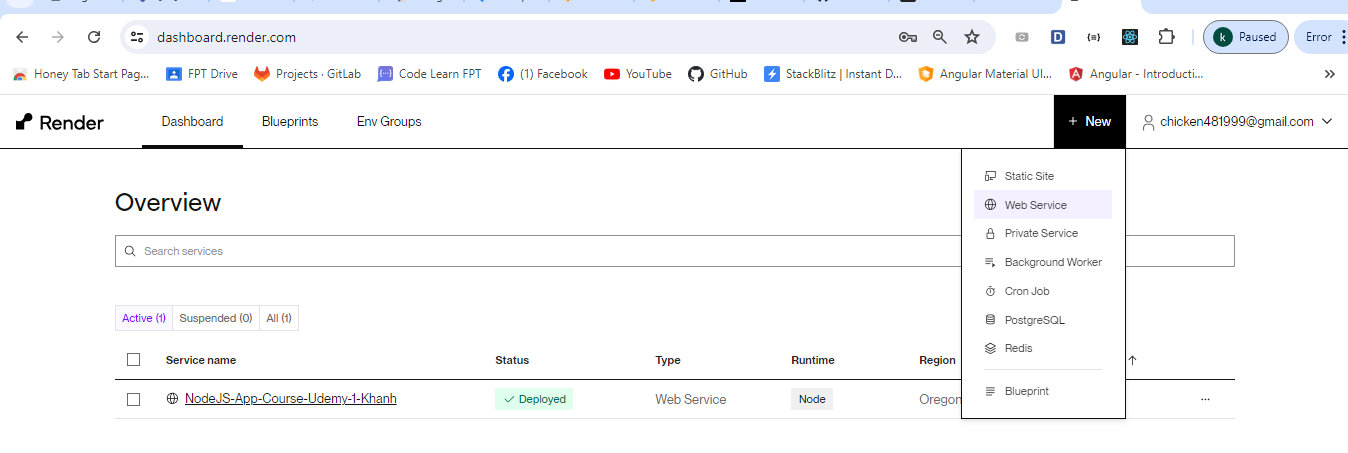 dashboard.render.com
k Paused
Error
Honey Tab Start Pag...
FPT Drive
Projects · GitLab
Code Learn FPT
(1) Facebook
YouTube
GitHub
StackBlitz | Instant D...
Angular Material UI...
Angular - Introducti...
Render
Dashboard
Blueprints
Env Groups
+ New
chicken481999@gmail.com
Static Site
Web Service
Private Service
Background Worker
Cron Job
PostgreSQL
Redis
Blueprint
Overview
Search services
Active (1)
Suspended (0)
All (1)
Service name
Status
Type
Runtime
Region
NodeJS-App-Course-Udemy-1-Khanh
Deployed
Web Service
Node
Oregon